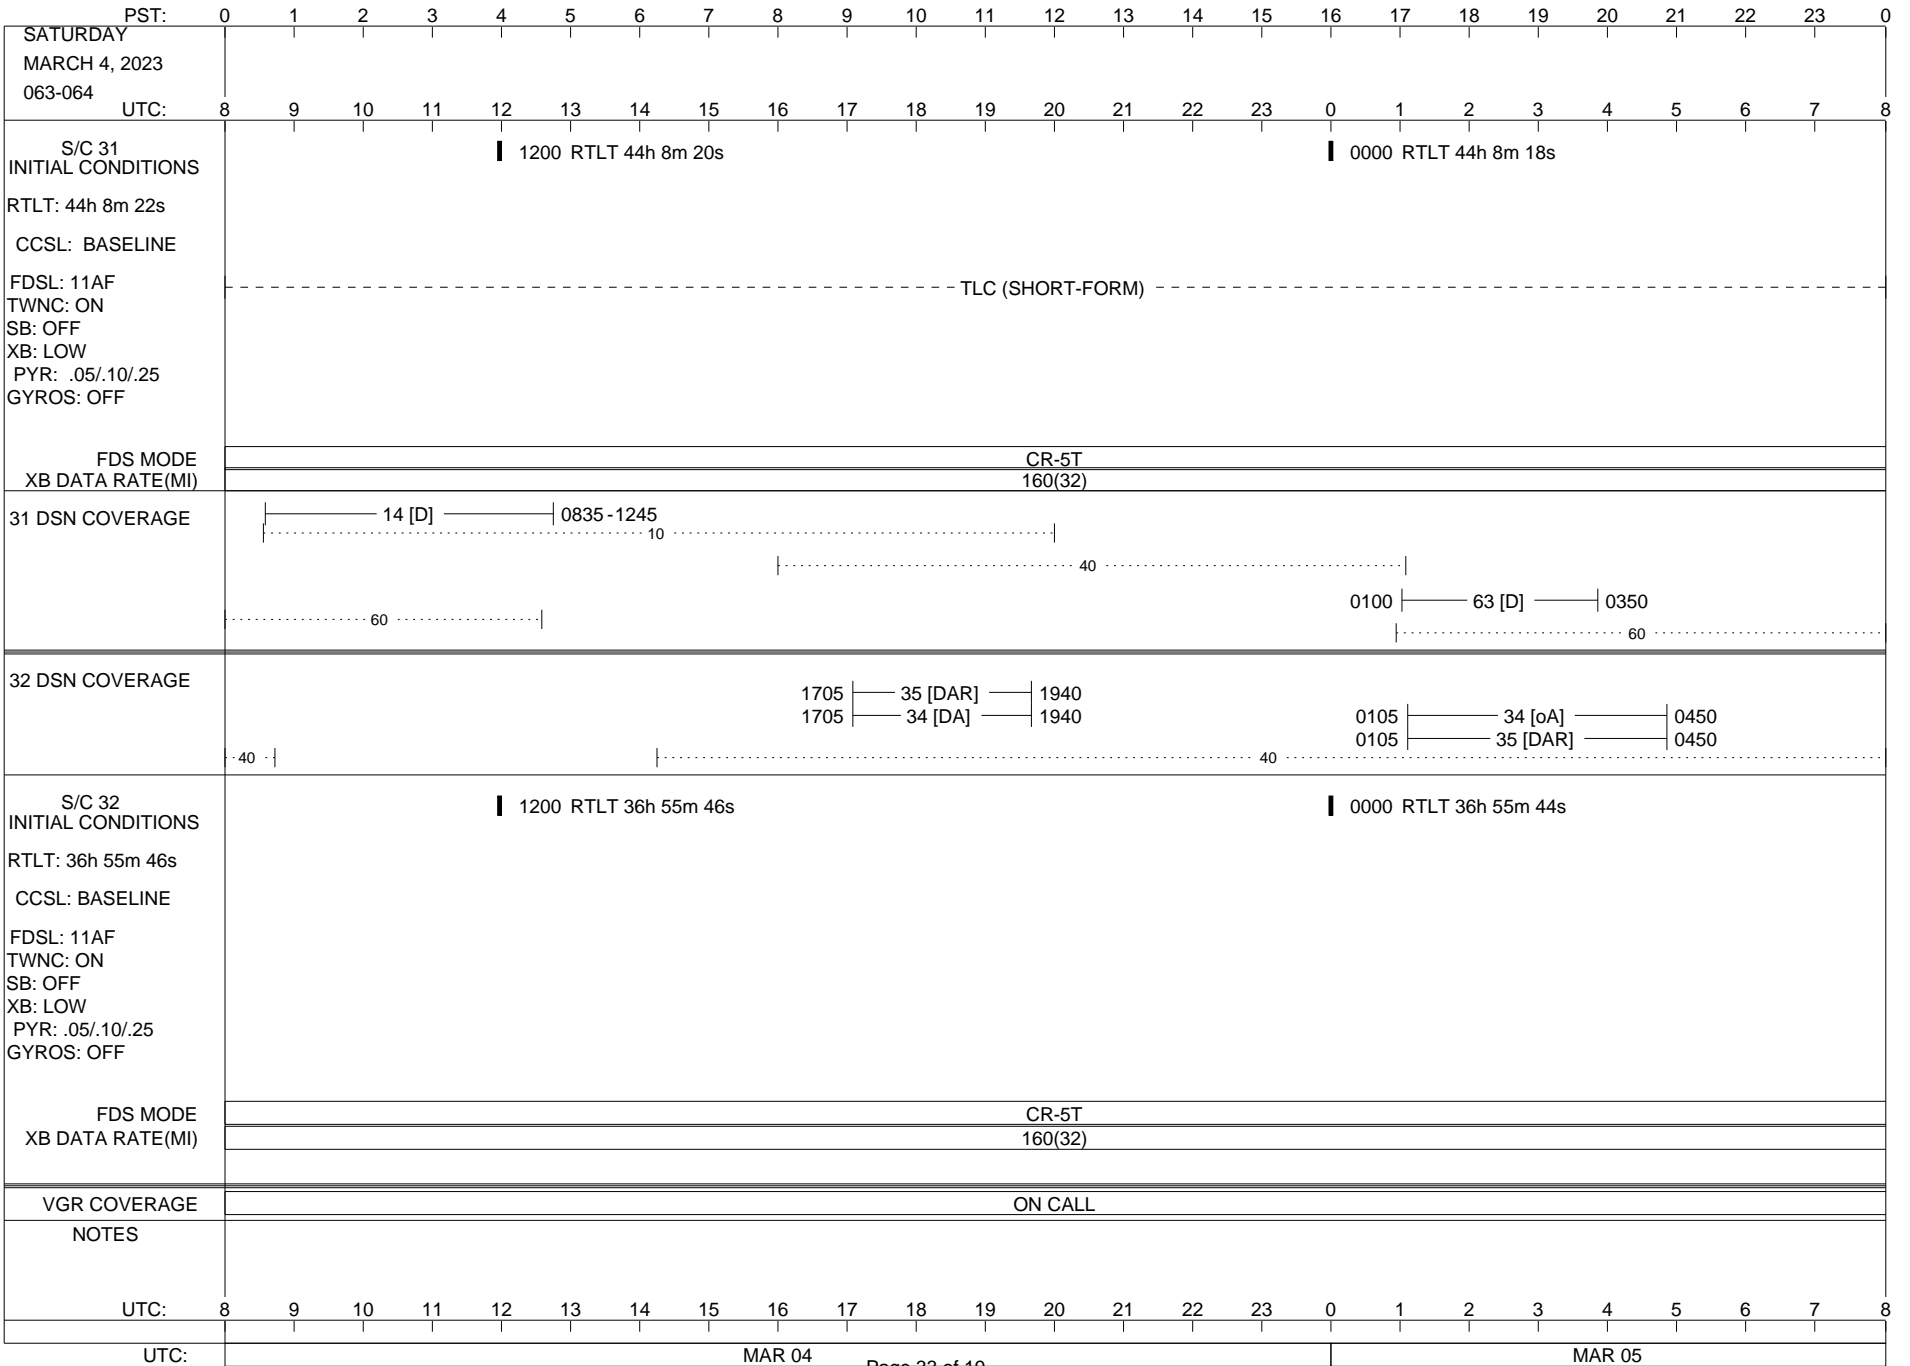 PST: 0 1 2 3 4 5 6 7 8 9 10 11 12 13 14 15 16 17 18 19 20 21 22 23 0
SATURDAY
MARCH 4, 2023
063-064
UTC: 8 9 10 11 12 13 14 15 16 17 18 19 20 21 22 23 0 1 2 3 4 5 6 7 8
S/C 31
INITIAL CONDITIONS
1200 RTLT 44h 8m 20s
0000 RTLT 44h 8m 18s
RTLT: 44h 8m 22s
CCSL: BASELINE
FDSL: 11AF
TLC (SHORT-FORM)
TWNC: ON
SB: OFF
XB: LOW
PYR: .05/.10/.25
GYROS: OFF
FDS MODE CR-5T
XB DATA RATE(MI) 160(32)
31 DSN COVERAGE
14 [D] 0835-1245
10
40
0100 63 [D] 0350
60
60
32 DSN COVERAGE
1705 35 [DAR] 1940
1705 34 [DA] 1940
0105 34 [oA] 0450
0105 35 [DAR] 0450
40
40
S/C 32
INITIAL CONDITIONS
1200 RTLT 36h 55m 46s
0000 RTLT 36h 55m 44s
RTLT: 36h 55m 46s
CCSL: BASELINE
FDSL: 11AF
TWNC: ON
SB: OFF
XB: LOW
PYR: .05/.10/.25
GYROS: OFF
FDS MODE CR-5T
XB DATA RATE(MI) 160(32)
VGR COVERAGE ON CALL
NOTES
UTC: 8 9 10 11 12 13 14 15 16 17 18 19 20 21 22 23 0 1 2 3 4 5 6 7 8
UTC: MAR 04 MAR 05
Page 23 of 19